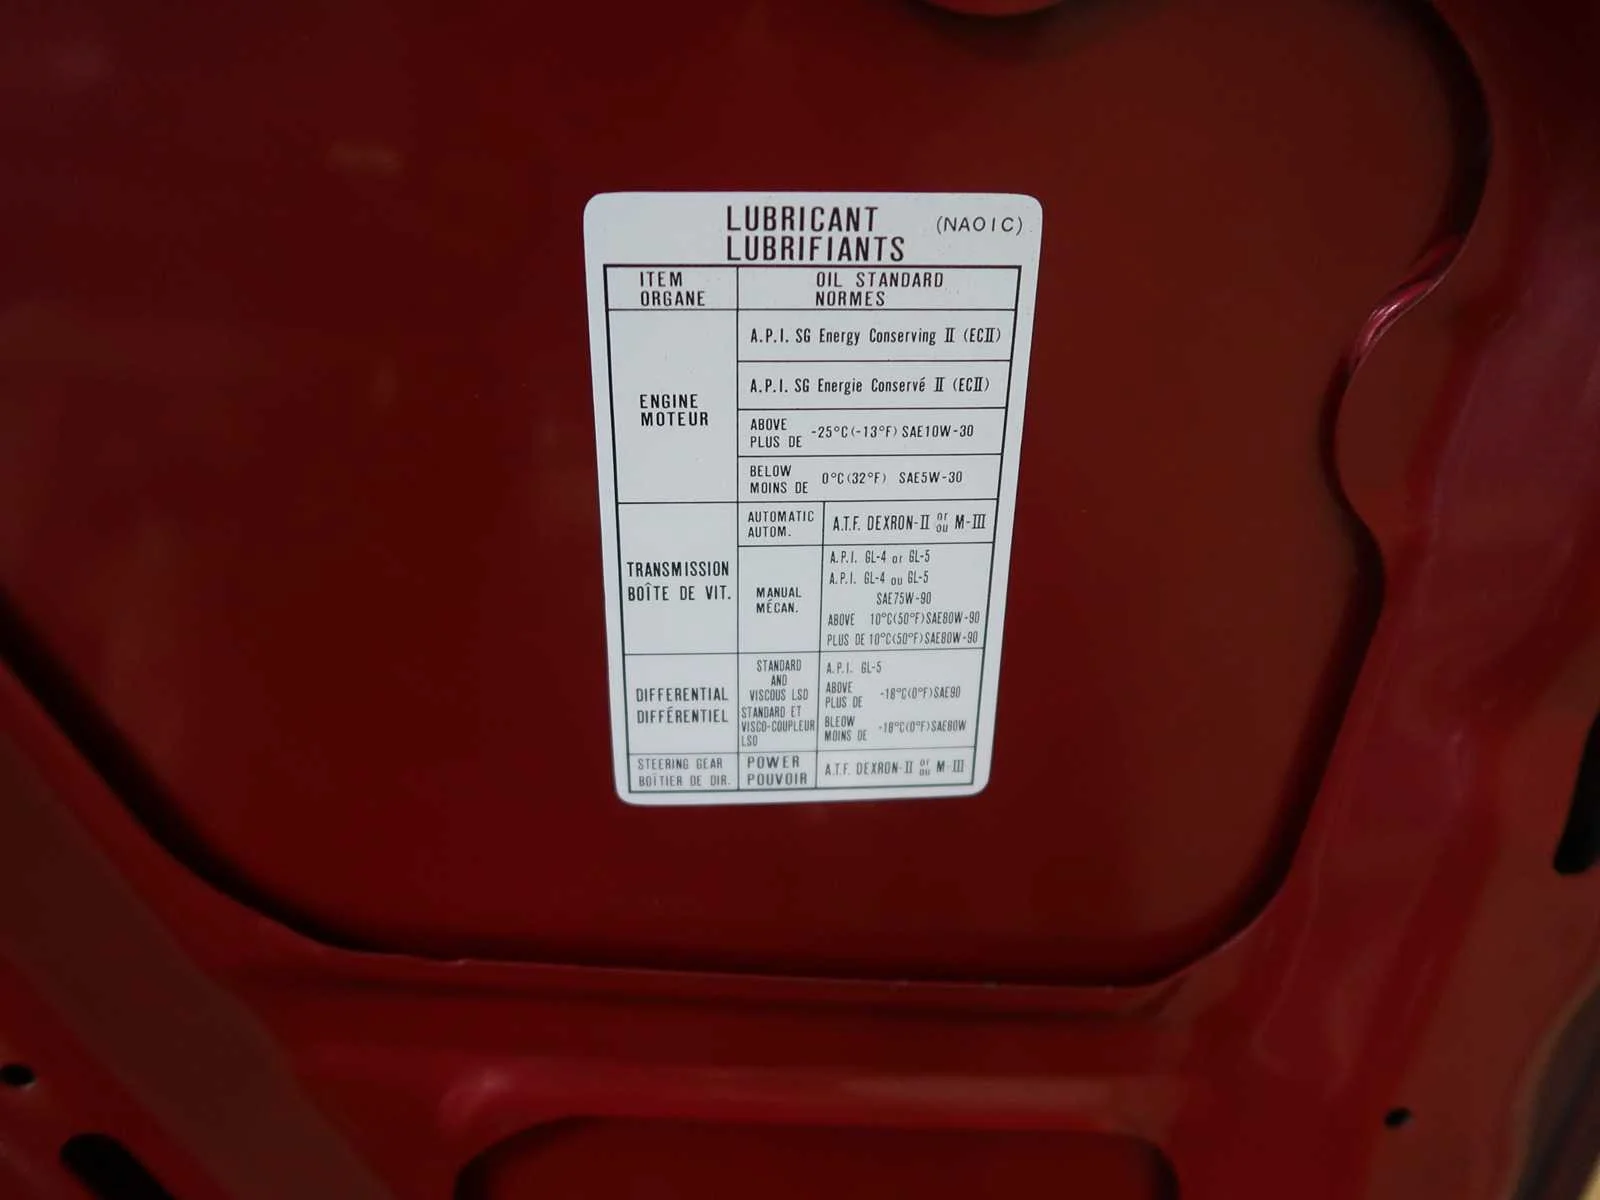 LUBRICANT (NA01C)
LUBRIFIANTS
ITEM OIL STANDARD
ORGANE NORMES
A.P.I. SG Energy Conserving II (ECII)
A.P.I. SG Energie Conservé II (ECII)
ENGINE
MOTEUR
ABOVE
PLUS DE -25°C(-13°F) SAE10W-30
BELOW
MOINS DE 0°C(32°F) SAE5W-30
TRANSMISSION
BOÎTE DE VIT.
AUTOMATIC
AUTOM.
A.T.F. DEXRON-II or ou M-III
MANUAL
MÉCAN.
A.P.I. GL-4 or GL-5
A.P.I. GL-4 ou GL-5
SAE75W-90
ABOVE 10°C(50°F)SAE80W-90
PLUS DE 10°C(50°F)SAE80W-90
DIFFERENTIAL
DIFFÉRENTIEL
STANDARD
AND
VISCOUS LSD
STANDARD ET
VISCO-COUPLEUR
LSD
A.P.I. GL-5
ABOVE
PLUS DE -18°C(0°F)SAE90
BLEOW
MOINS DE -18°C(0°F)SAE80W
STEERING GEAR
BOÎTIER DE DIR.
POWER
POUVOIR
A.T.F. DEXRON-II or ou M-III